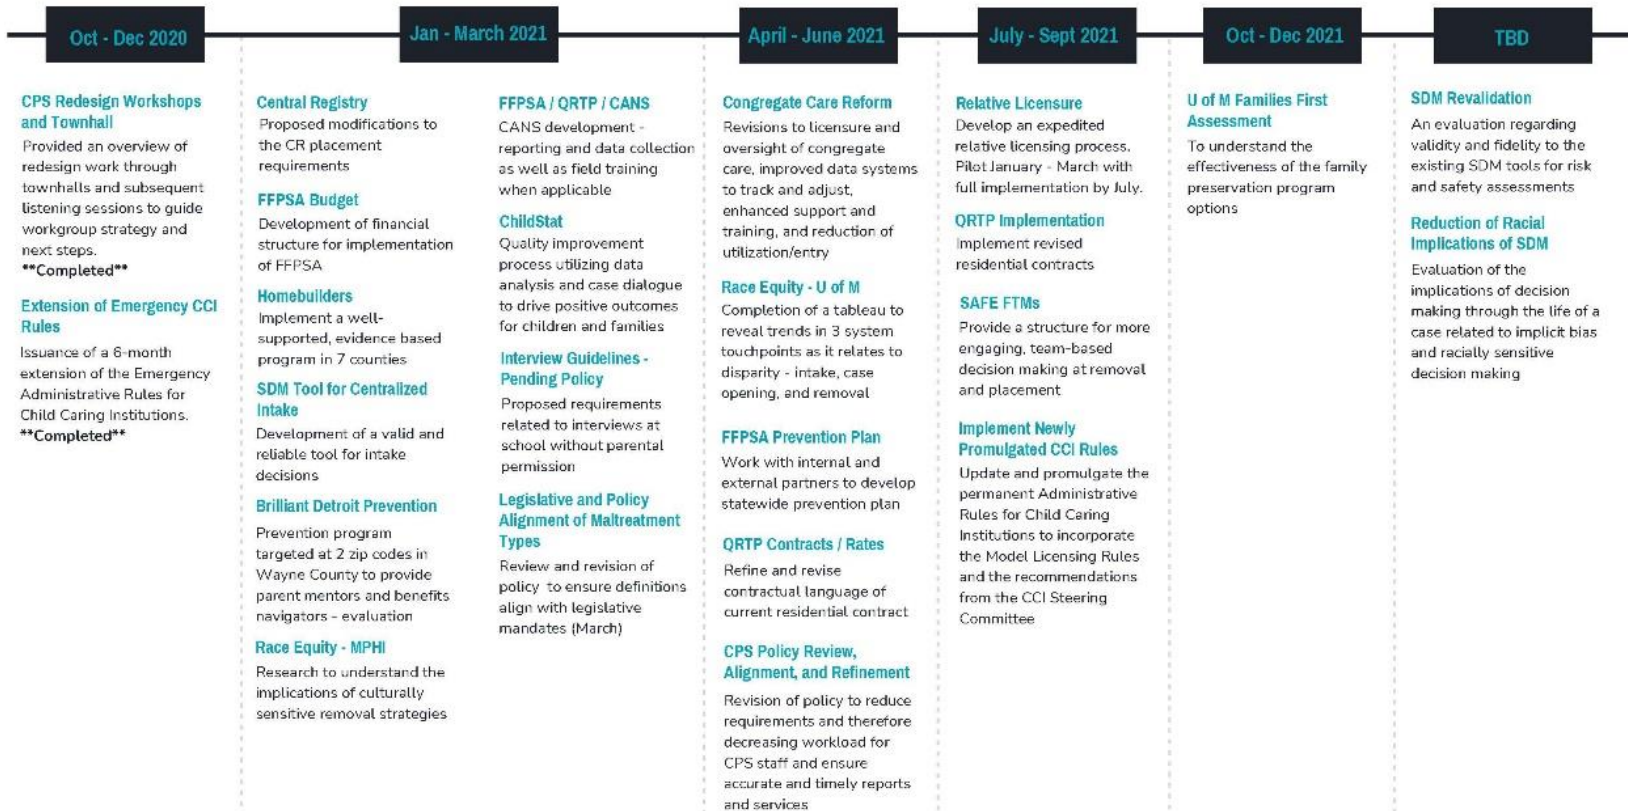 Oct - Dec 2020
CPS Redesign Workshops
and Townhall
Provided an overview of
redesign work through
townhalls and subsequent
listening sessions to guide
workgroup strategy and
next steps.
**Completed**
Extension of Emergency CCI
Rules
Issuance of a 6-month
extension of the Emergency
Administrative Rules for
Child Caring Institutions.
**Completed**
Jan - March 2021
Central Registry
Proposed modifications to
the CR placement
requirements
FFPSA Budget
Development of financial
structure for implementation
of FFPSA
Homebuilders
Implement a well-
supported, evidence based
program in 7 counties
SDM Tool for Centralized
Intake
Development of a valid and
reliable tool for intake
decisions
Brilliant Detroit Prevention
Prevention program
targeted at 2 zip codes in
Wayne County to provide
parent mentors and benefits
navigators - evaluation
Race Equity - MPHI
Research to understand the
implications of culturally
sensitive removal strategies
FFPSA / QRTP / CANS
CANS development -
reporting and data collection
as well as field training
when applicable
ChildStat
Quality improvement
process utilizing data
analysis and case dialogue
to drive positive outcomes
for children and families
Interview Guidelines -
Pending Policy
Proposed requirements
related to interviews at
school without parental
permission
Legislative and Policy
Alignment of Maltreatment
Types
Review and revision of
policy to ensure definitions
align with legislative
mandates (March)
April - June 2021
Congregate Care Reform
Revisions to licensure and
oversight of congregate
care, improved data systems
to track and adjust,
enhanced support and
training, and reduction of
utilization/entry
Race Equity - U of M
Completion of a tableau to
reveal trends in 3 system
touchpoints as it relates to
disparity - intake, case
opening, and removal
FFPSA Prevention Plan
Work with internal and
external partners to develop
statewide prevention plan
QRTP Contracts / Rates
Refine and revise
contractual language of
current residential contract
CPS Policy Review,
Alignment, and Refinement
Revision of policy to reduce
requirements and therefore
decreasing workload for
CPS staff and ensure
accurate and timely reports
and services
July - Sept 2021
Relative Licensure
Develop an expedited
relative licensing process.
Pilot January - March with
full implementation by July.
QRTP Implementation
Implement revised
residential contracts
SAFE FTMs
Provide a structure for more
engaging, team-based
decision making at removal
and placement
Implement Newly
Promulgated CCI Rules
Update and promulgate the
permanent Administrative
Rules for Child Caring
Institutions to incorporate
the Model Licensing Rules
and the recommendations
from the CCI Steering
Committee
Oct - Dec 2021
U of M Families First
Assessment
To understand the
effectiveness of the family
preservation program
options
TBD
SDM Revalidation
An evaluation regarding
validity and fidelity to the
existing SDM tools for risk
and safety assessments
Reduction of Racial
Implications of SDM
Evaluation of the
implications of decision
making through the life of a
case related to implicit bias
and racially sensitive
decision making